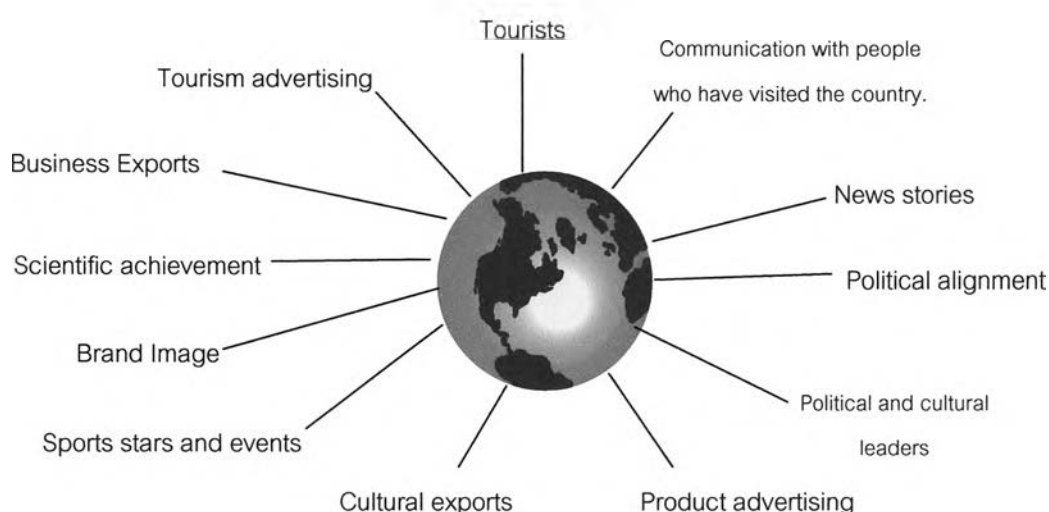 Tourists
Communication with people
who have visited the country.
Tourism advertising
Business Exports
News stories
Scientific achievement
Political alignment
Brand Image
Political and cultural
leaders
Sports stars and events
Cultural exports
Product advertising